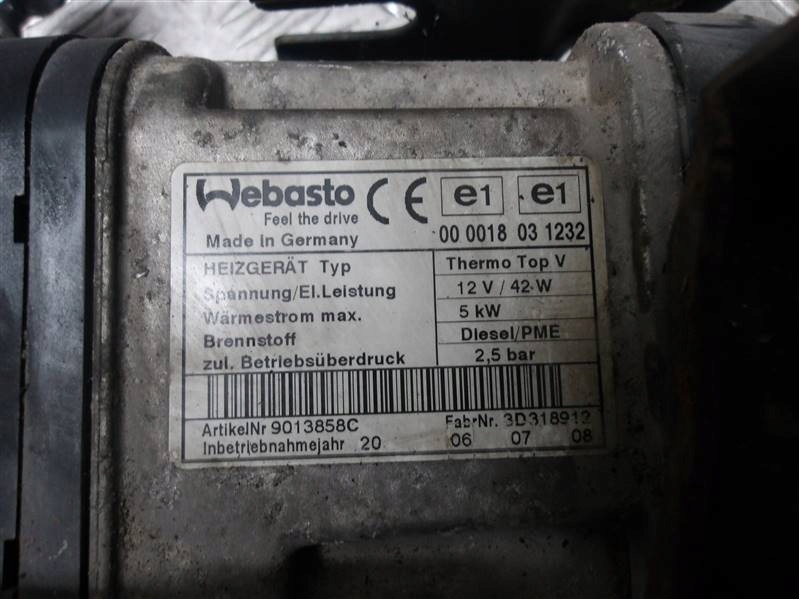 Webasto
Feel the drive
CE e1 e1
Made in Germany 00 0018 03 1232
HEIZGERÄT Typ Thermo Top V
Spannung/El.Leistung 12 V / 42 W
Wärmestrom max. 5 kW
Brennstoff Diesel/PME
zul. Betriebsüberdruck 2,5 bar
ArtikelNr 9013858C FabrNr. 3D318912
Inbetriebnahmejahr 20 06 07 08